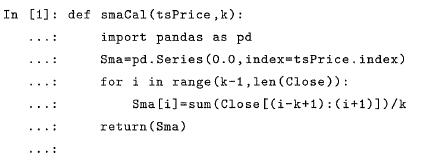 In [1]: def smaCal(tsPrice,k):
   ...:     import pandas as pd
   ...:     Sma=pd.Series(0.0,index=tsPrice.index)
   ...:     for i in range(k-1,len(Close)):
   ...:         Sma[i]=sum(Close[(i-k+1):(i+1)])/k
   ...:     return(Sma)
   ...: